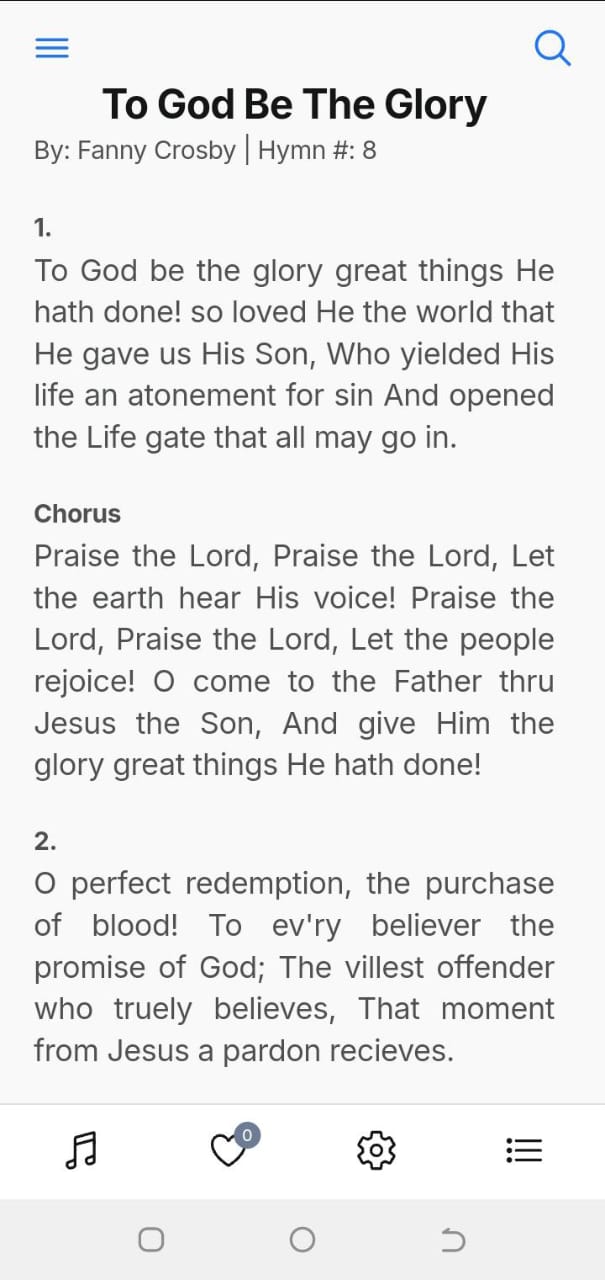 To God Be The Glory
By: Fanny Crosby | Hymn #: 8
1.
To God be the glory great things He
hath done! so loved He the world that
He gave us His Son, Who yielded His
life an atonement for sin And opened
the Life gate that all may go in.
Chorus
Praise the Lord, Praise the Lord, Let
the earth hear His voice! Praise the
Lord, Praise the Lord, Let the people
rejoice! O come to the Father thru
Jesus the Son, And give Him the
glory great things He hath done!
2.
O perfect redemption, the purchase
of blood! To ev'ry believer the
promise of God; The villest offender
who truely believes, That moment
from Jesus a pardon recieves.
0